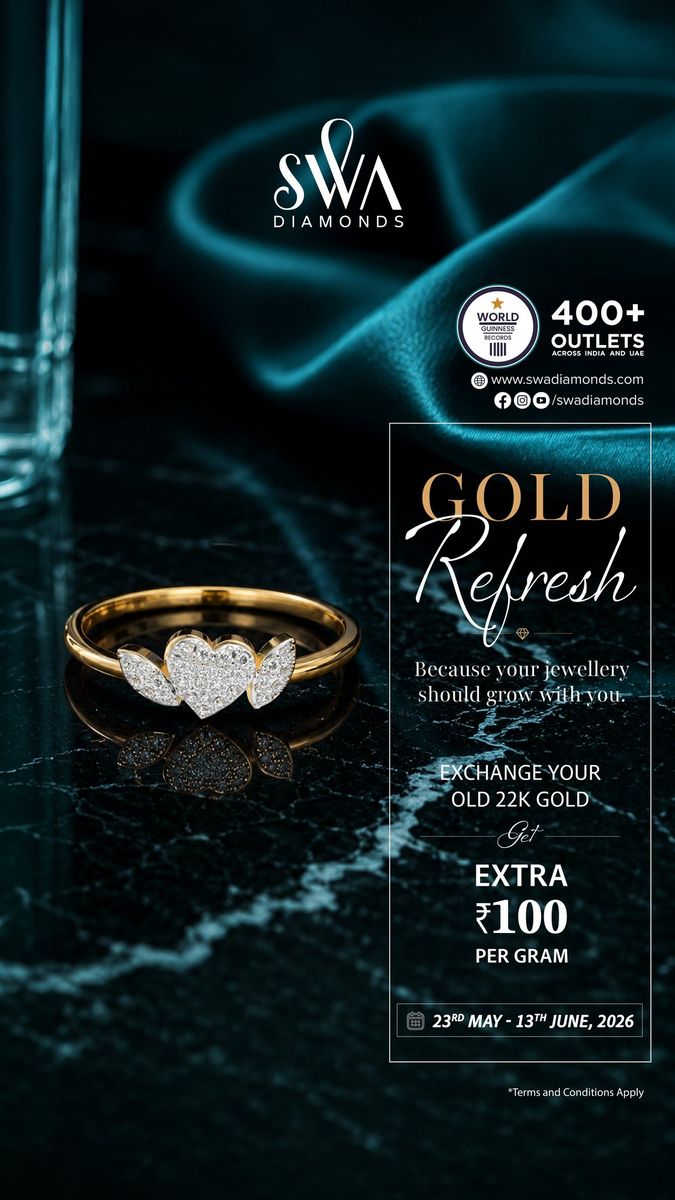 SWA
DIAMONDS
WORLD
GUINNESS
RECORDS
400+
OUTLETS
ACROSS INDIA AND UAE
www.swadiamonds.com
/swadiamonds
GOLD
Refresh
Because your jewellery
should grow with you.
EXCHANGE YOUR
OLD 22K GOLD
Get
EXTRA
₹100
PER GRAM
23RD MAY - 13TH JUNE, 2026
*Terms and Conditions Apply